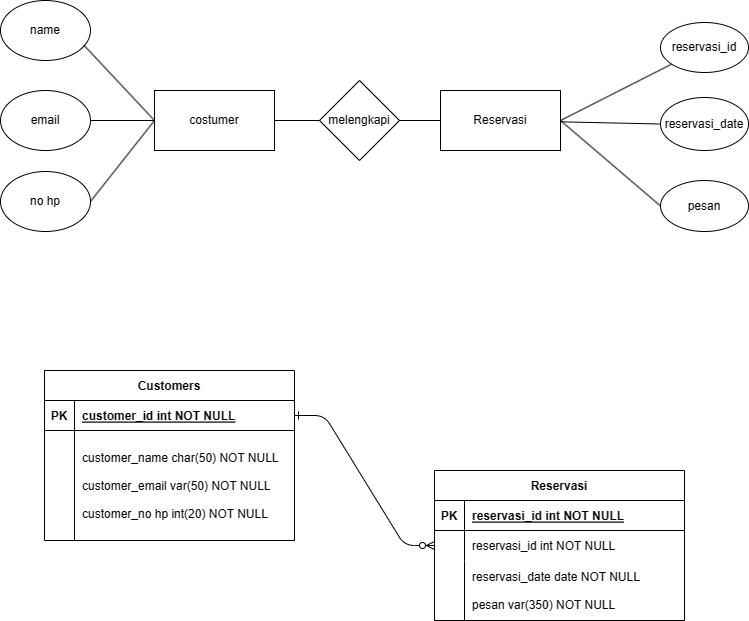 name
email
no hp
costumer
melengkapi
Reservasi
reservasi_id
reservasi_date
pesan
Customers
PK customer_id int NOT NULL
customer_name char(50) NOT NULL
customer_email var(50) NOT NULL
customer_no hp int(20) NOT NULL
Reservasi
PK reservasi_id int NOT NULL
reservasi_id int NOT NULL
reservasi_date date NOT NULL
pesan var(350) NOT NULL